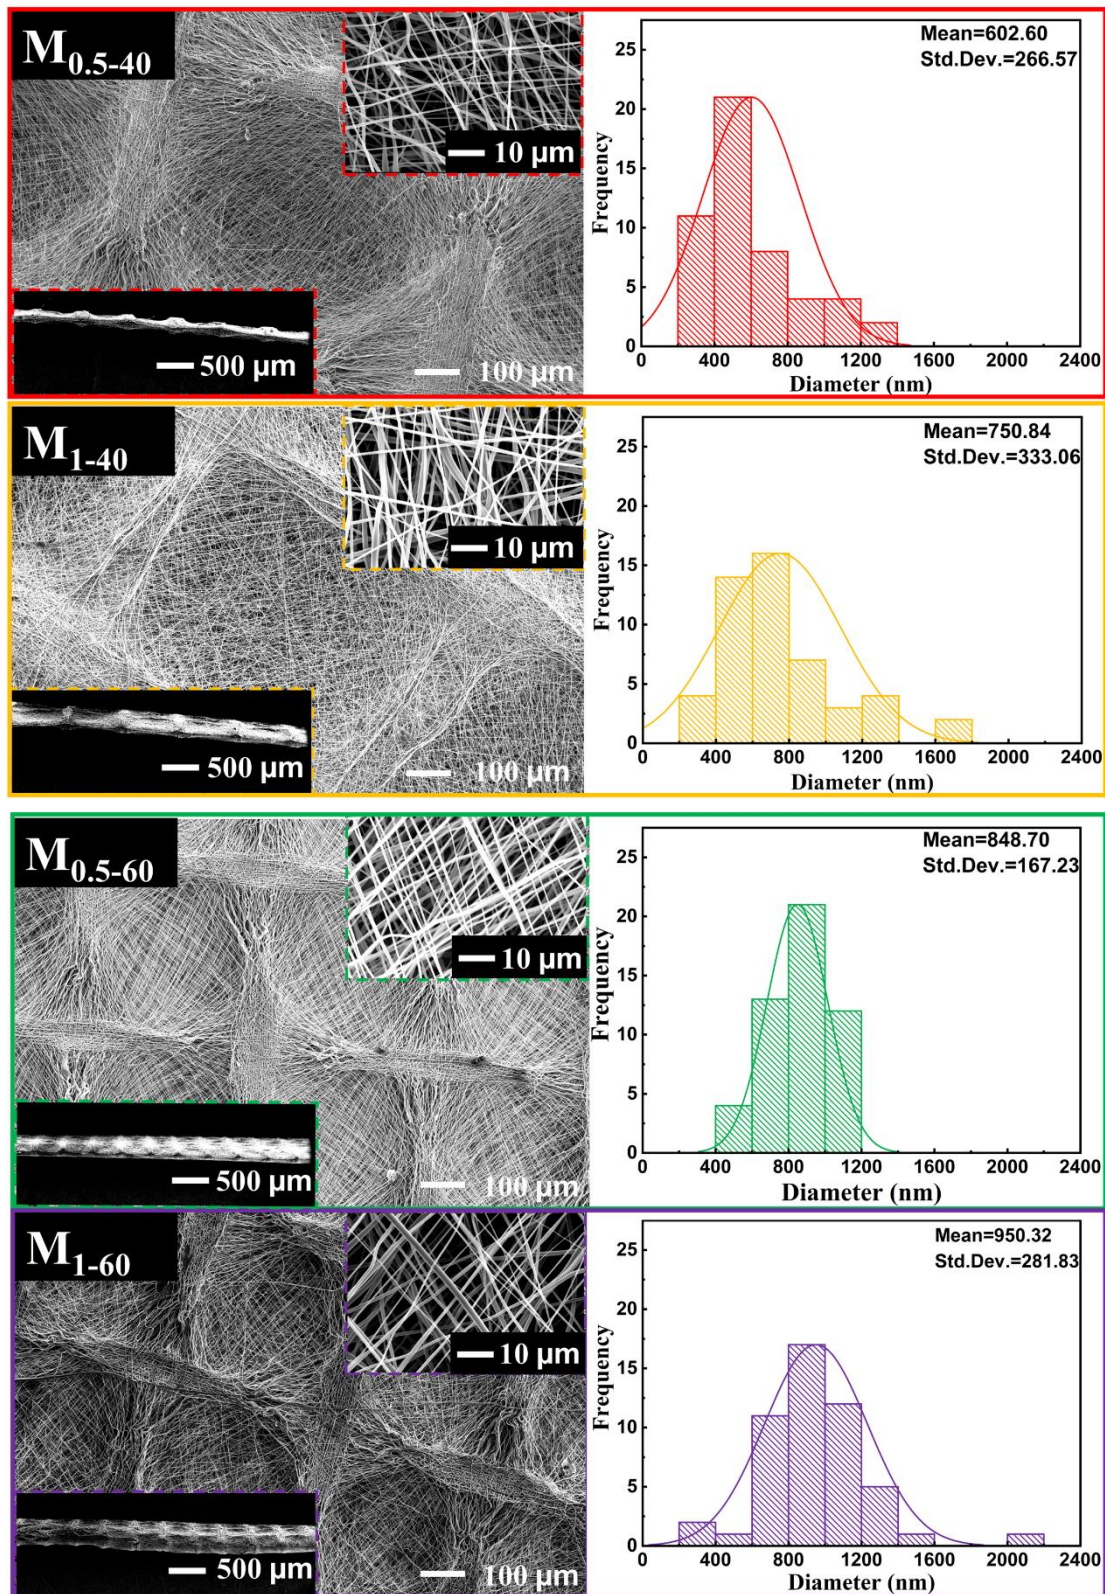 M0.5-40
10 µm
500 µm
100 µm
Mean=602.60
Std.Dev.=266.57
Frequency
25
20
15
10
5
0
0 400 800 1200 1600 2000 2400
Diameter (nm)
M1-40
10 µm
500 µm
100 µm
Mean=750.84
Std.Dev.=333.06
Frequency
25
20
15
10
5
0
0 400 800 1200 1600 2000 2400
Diameter (nm)
M0.5-60
10 µm
500 µm
100 µm
Mean=848.70
Std.Dev.=167.23
Frequency
25
20
15
10
5
0
0 400 800 1200 1600 2000 2400
Diameter (nm)
M1-60
10 µm
500 µm
100 µm
Mean=950.32
Std.Dev.=281.83
Frequency
25
20
15
10
5
0
0 400 800 1200 1600 2000 2400
Diameter (nm)